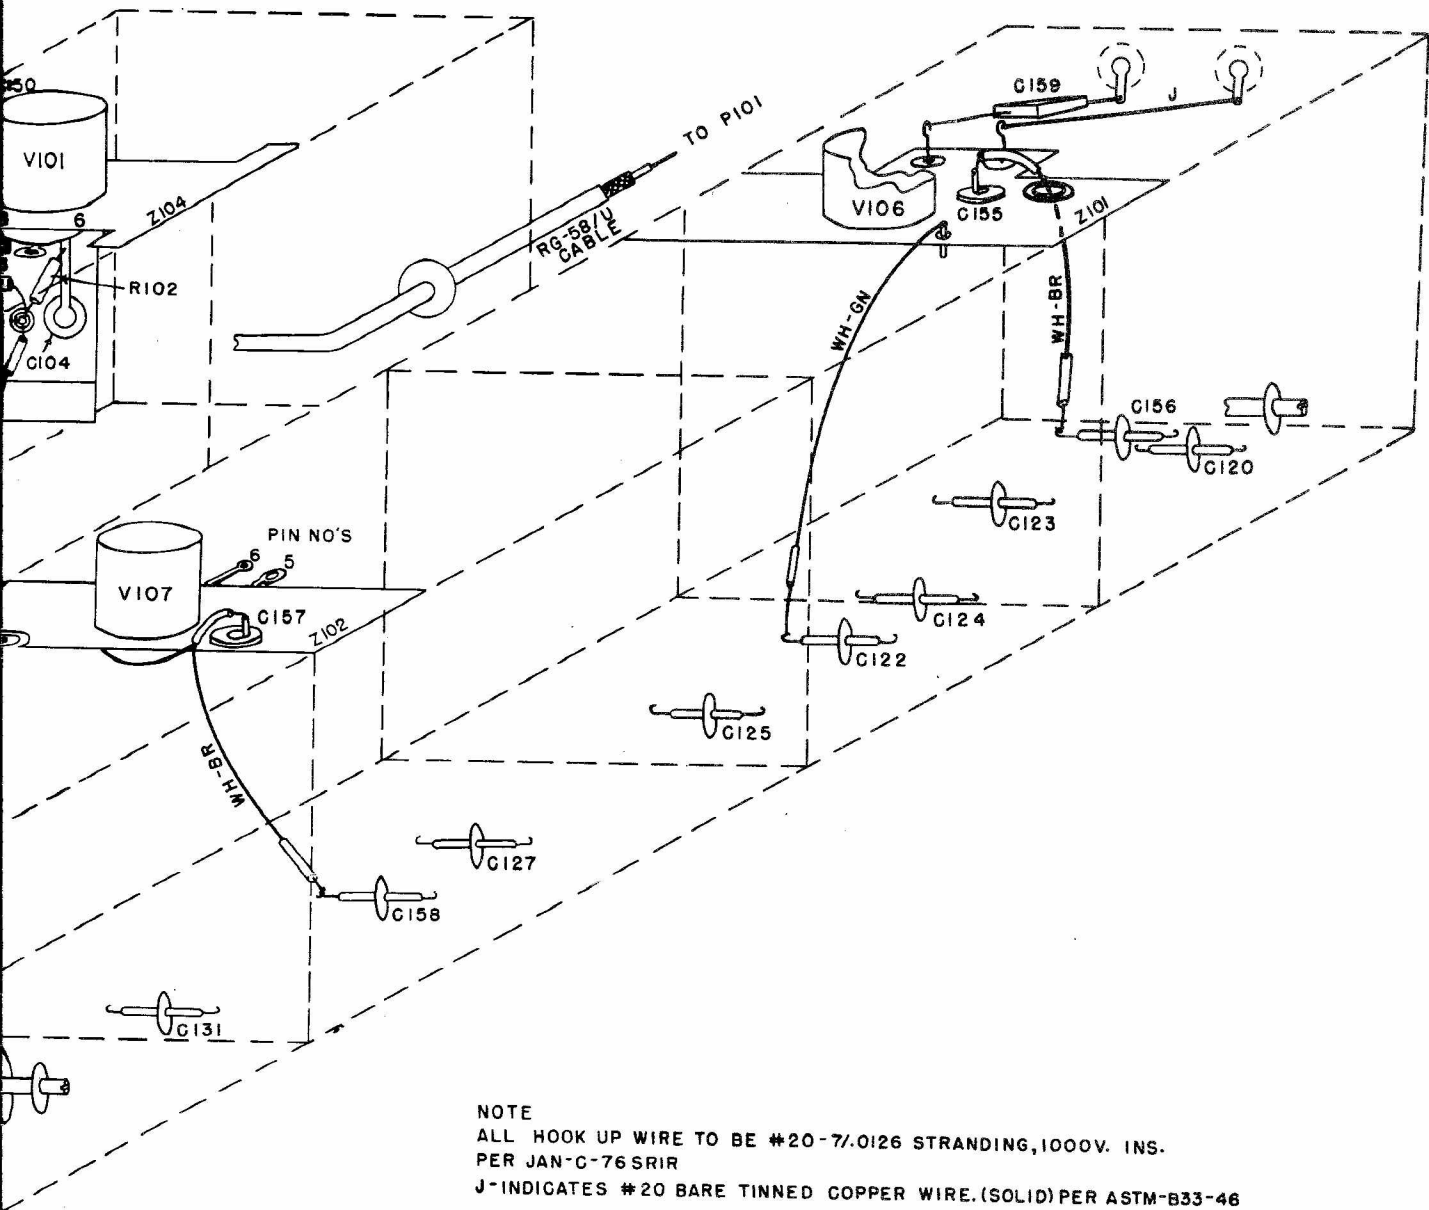 50
V101
6
Z104
R102
C104
TO P101
RG-58/U
CABLE
C159
J
V106
C155
Z101
WH-GN
WH-BR
C156
C120
C123
C124
C122
C125
PIN NO'S
6
5
V107
C157
Z102
WH-BR
C127
C158
C131
NOTE
ALL HOOK UP WIRE TO BE #20-7/.0126 STRANDING, 1000V. INS.
PER JAN-C-76 SRIR
J-INDICATES #20 BARE TINNED COPPER WIRE. (SOLID) PER ASTM-B33-46